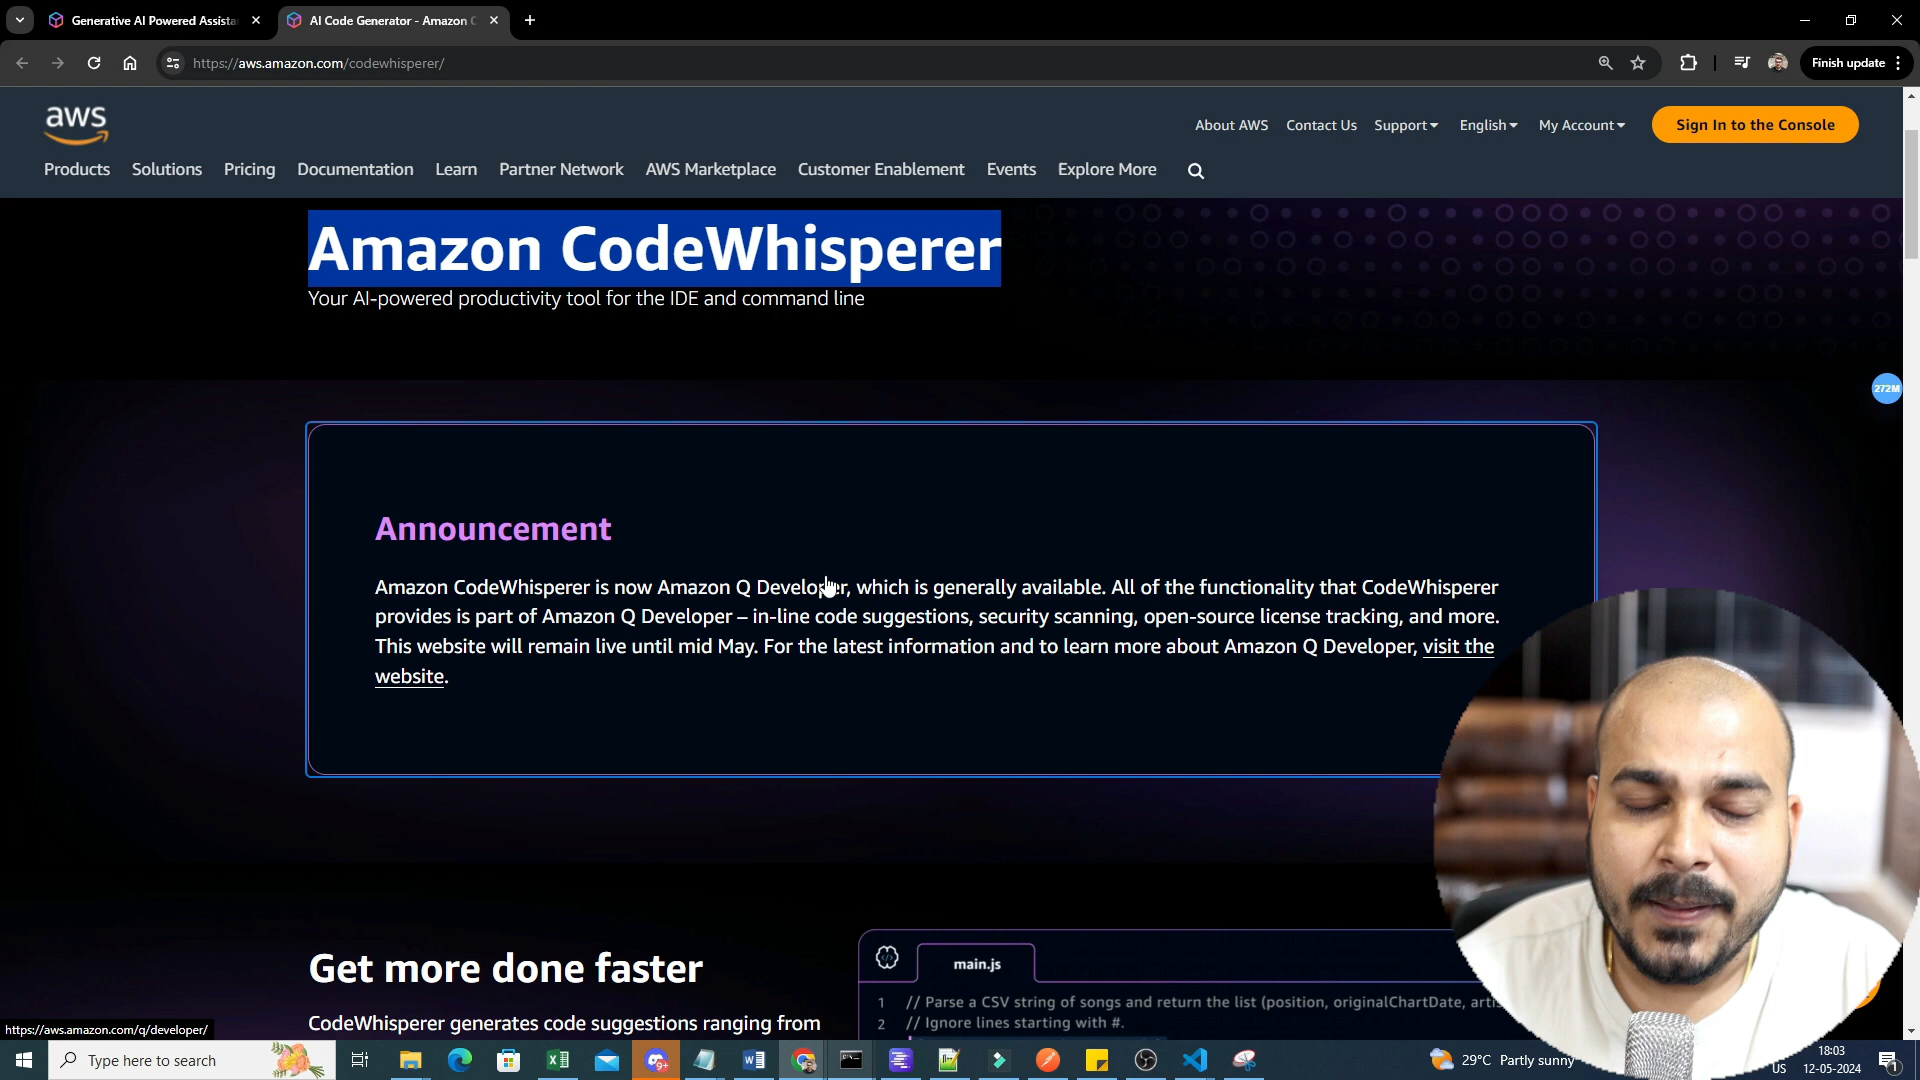 Generative AI Powered Assista
AI Code Generator - Amazon C
https://aws.amazon.com/codewhisperer/
Finish update
aws
About AWS
Contact Us
Support
English
My Account
Sign In to the Console
Products
Solutions
Pricing
Documentation
Learn
Partner Network
AWS Marketplace
Customer Enablement
Events
Explore More
Amazon CodeWhisperer
Your AI-powered productivity tool for the IDE and command line
272M
Announcement
Amazon CodeWhisperer is now Amazon Q Developer, which is generally available. All of the functionality that CodeWhisperer
provides is part of Amazon Q Developer – in-line code suggestions, security scanning, open-source license tracking, and more.
This website will remain live until mid May. For the latest information and to learn more about Amazon Q Developer, visit the
website.
Get more done faster
main.js
1 // Parse a CSV string of songs and return the list (position, originalChartDate, artis
2 // Ignore lines starting with #.
CodeWhisperer generates code suggestions ranging from
https://aws.amazon.com/q/developer/
Type here to search
9+
29°C Partly sunny
US
18:03
12-05-2024
1